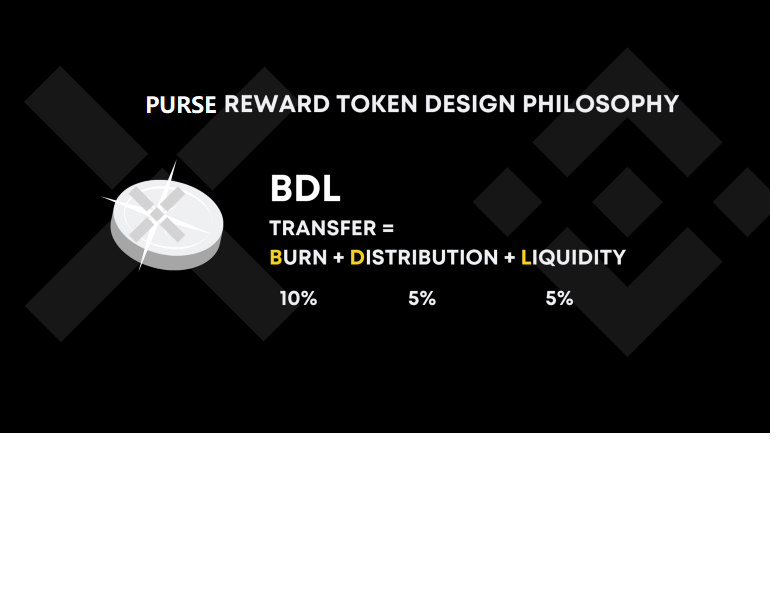 PURSE REWARD TOKEN DESIGN PHILOSOPHY
BDL
TRANSFER =
BURN + DISTRIBUTION + LIQUIDITY
10% 5% 5%